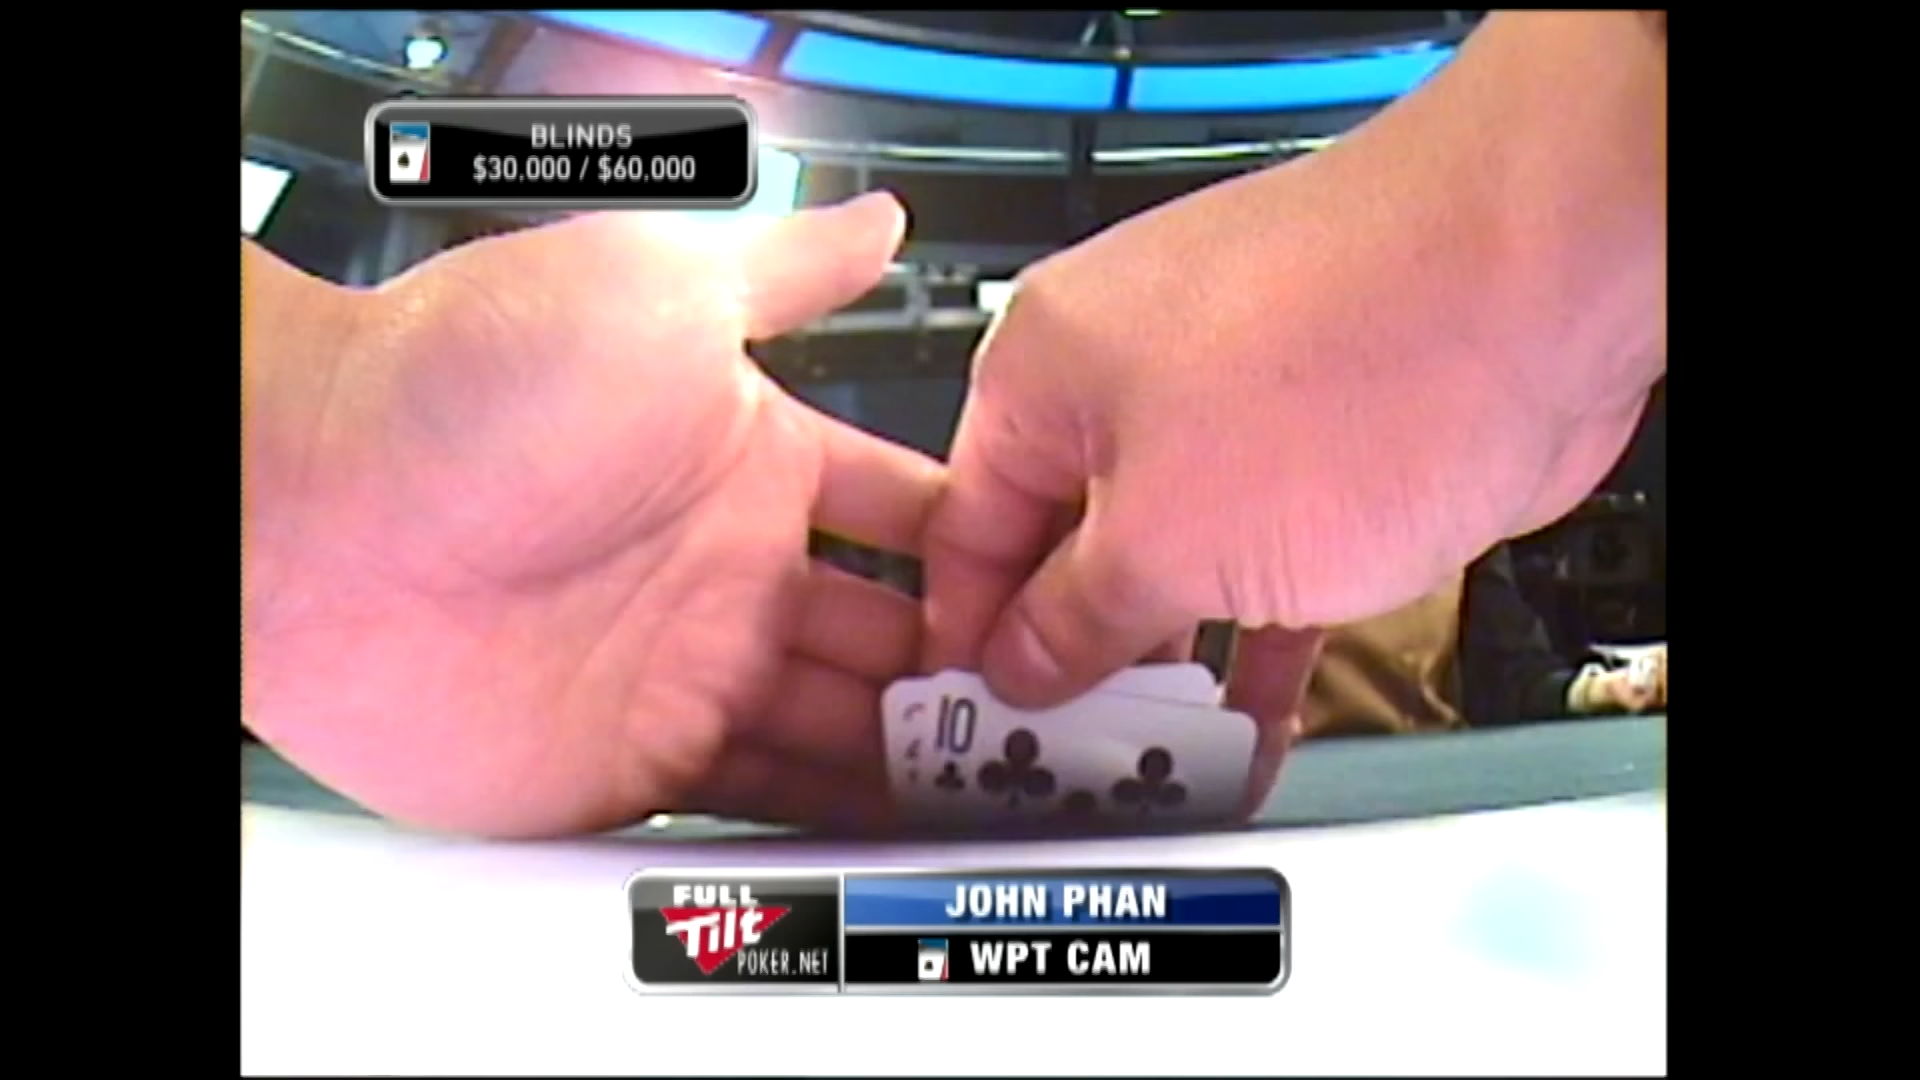 BLINDS
$30,000 / $60,000
10
FULL
Tilt
POKER.NET
JOHN PHAN
WPT CAM